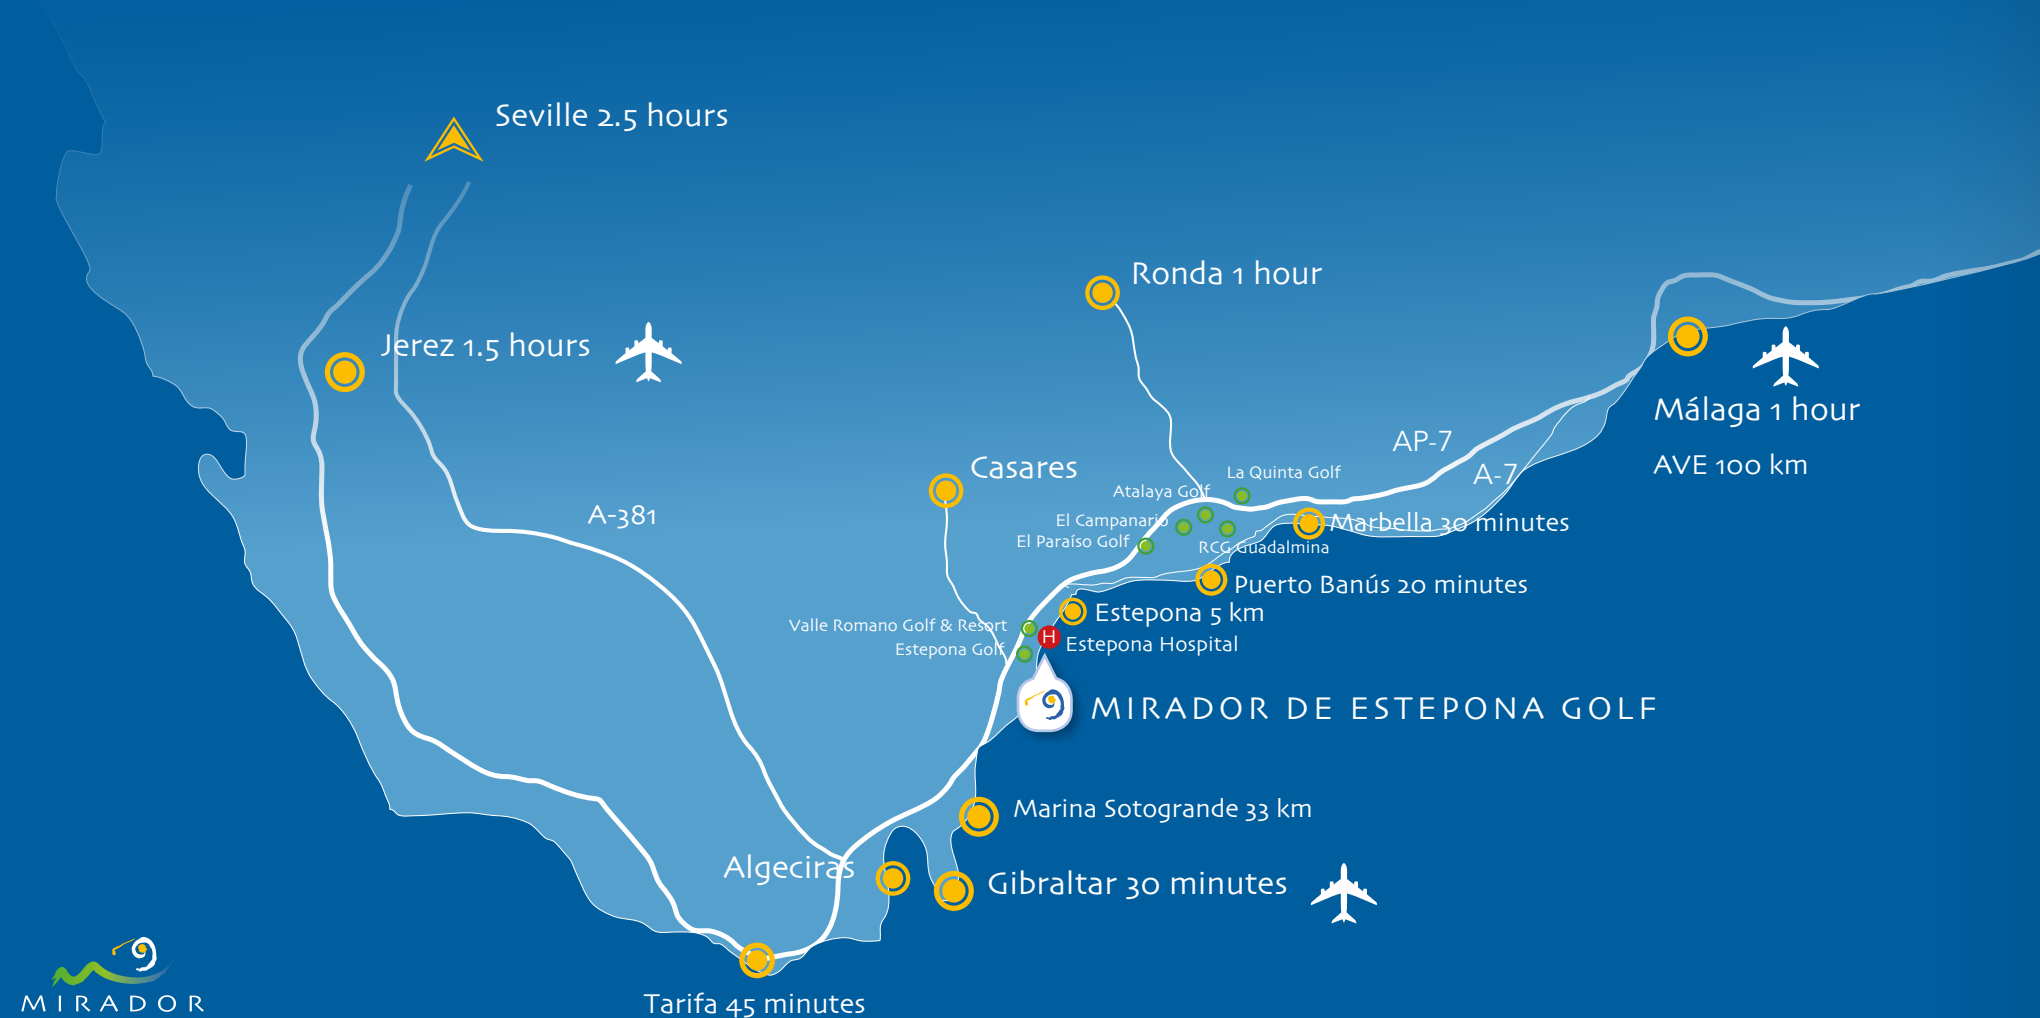 Seville 2.5 hours
Ronda 1 hour
Jerez 1.5 hours
Málaga 1 hour
AVE 100 km
AP-7
A-7
Casares
La Quinta Golf
Atalaya Golf
El Campanario
El Paraíso Golf
RCG Guadalmina
Marbella 30 minutes
A-381
Puerto Banús 20 minutes
Estepona 5 km
Valle Romano Golf & Resort
Estepona Golf
H
Estepona Hospital
MIRADOR DE ESTEPONA GOLF
Marina Sotogrande 33 km
Algeciras
Gibraltar 30 minutes
Tarifa 45 minutes
MIRADOR